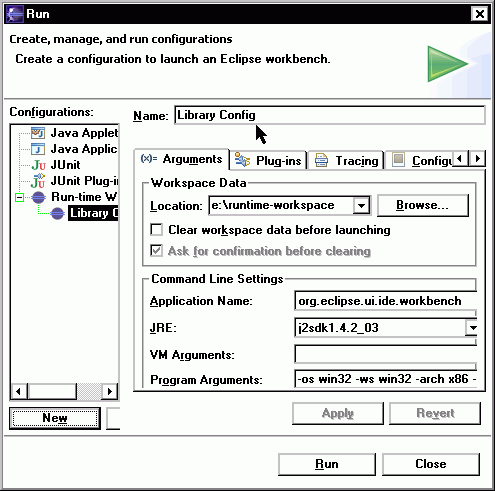 Run
Create, manage, and run configurations
Create a configuration to launch an Eclipse workbench.
Configurations:
Java Applet
Java Applic
JUnit
JUnit Plug-in
Run-time W
Library C
New
Name: Library Config
(x)= Arguments Plug-ins Tracing Configu
Workspace Data
Location: e:\runtime-workspace Browse...
Clear workspace data before launching
Ask for confirmation before clearing
Command Line Settings
Application Name: org.eclipse.ui.ide.workbench
JRE: j2sdk1.4.2_03
VM Arguments:
Program Arguments: -os win32 -ws win32 -arch x86 -
Apply Revert
Run Close